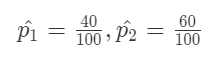 \hat{p_1} = \frac{40}{100}, \hat{p_2} = \frac{60}{100}